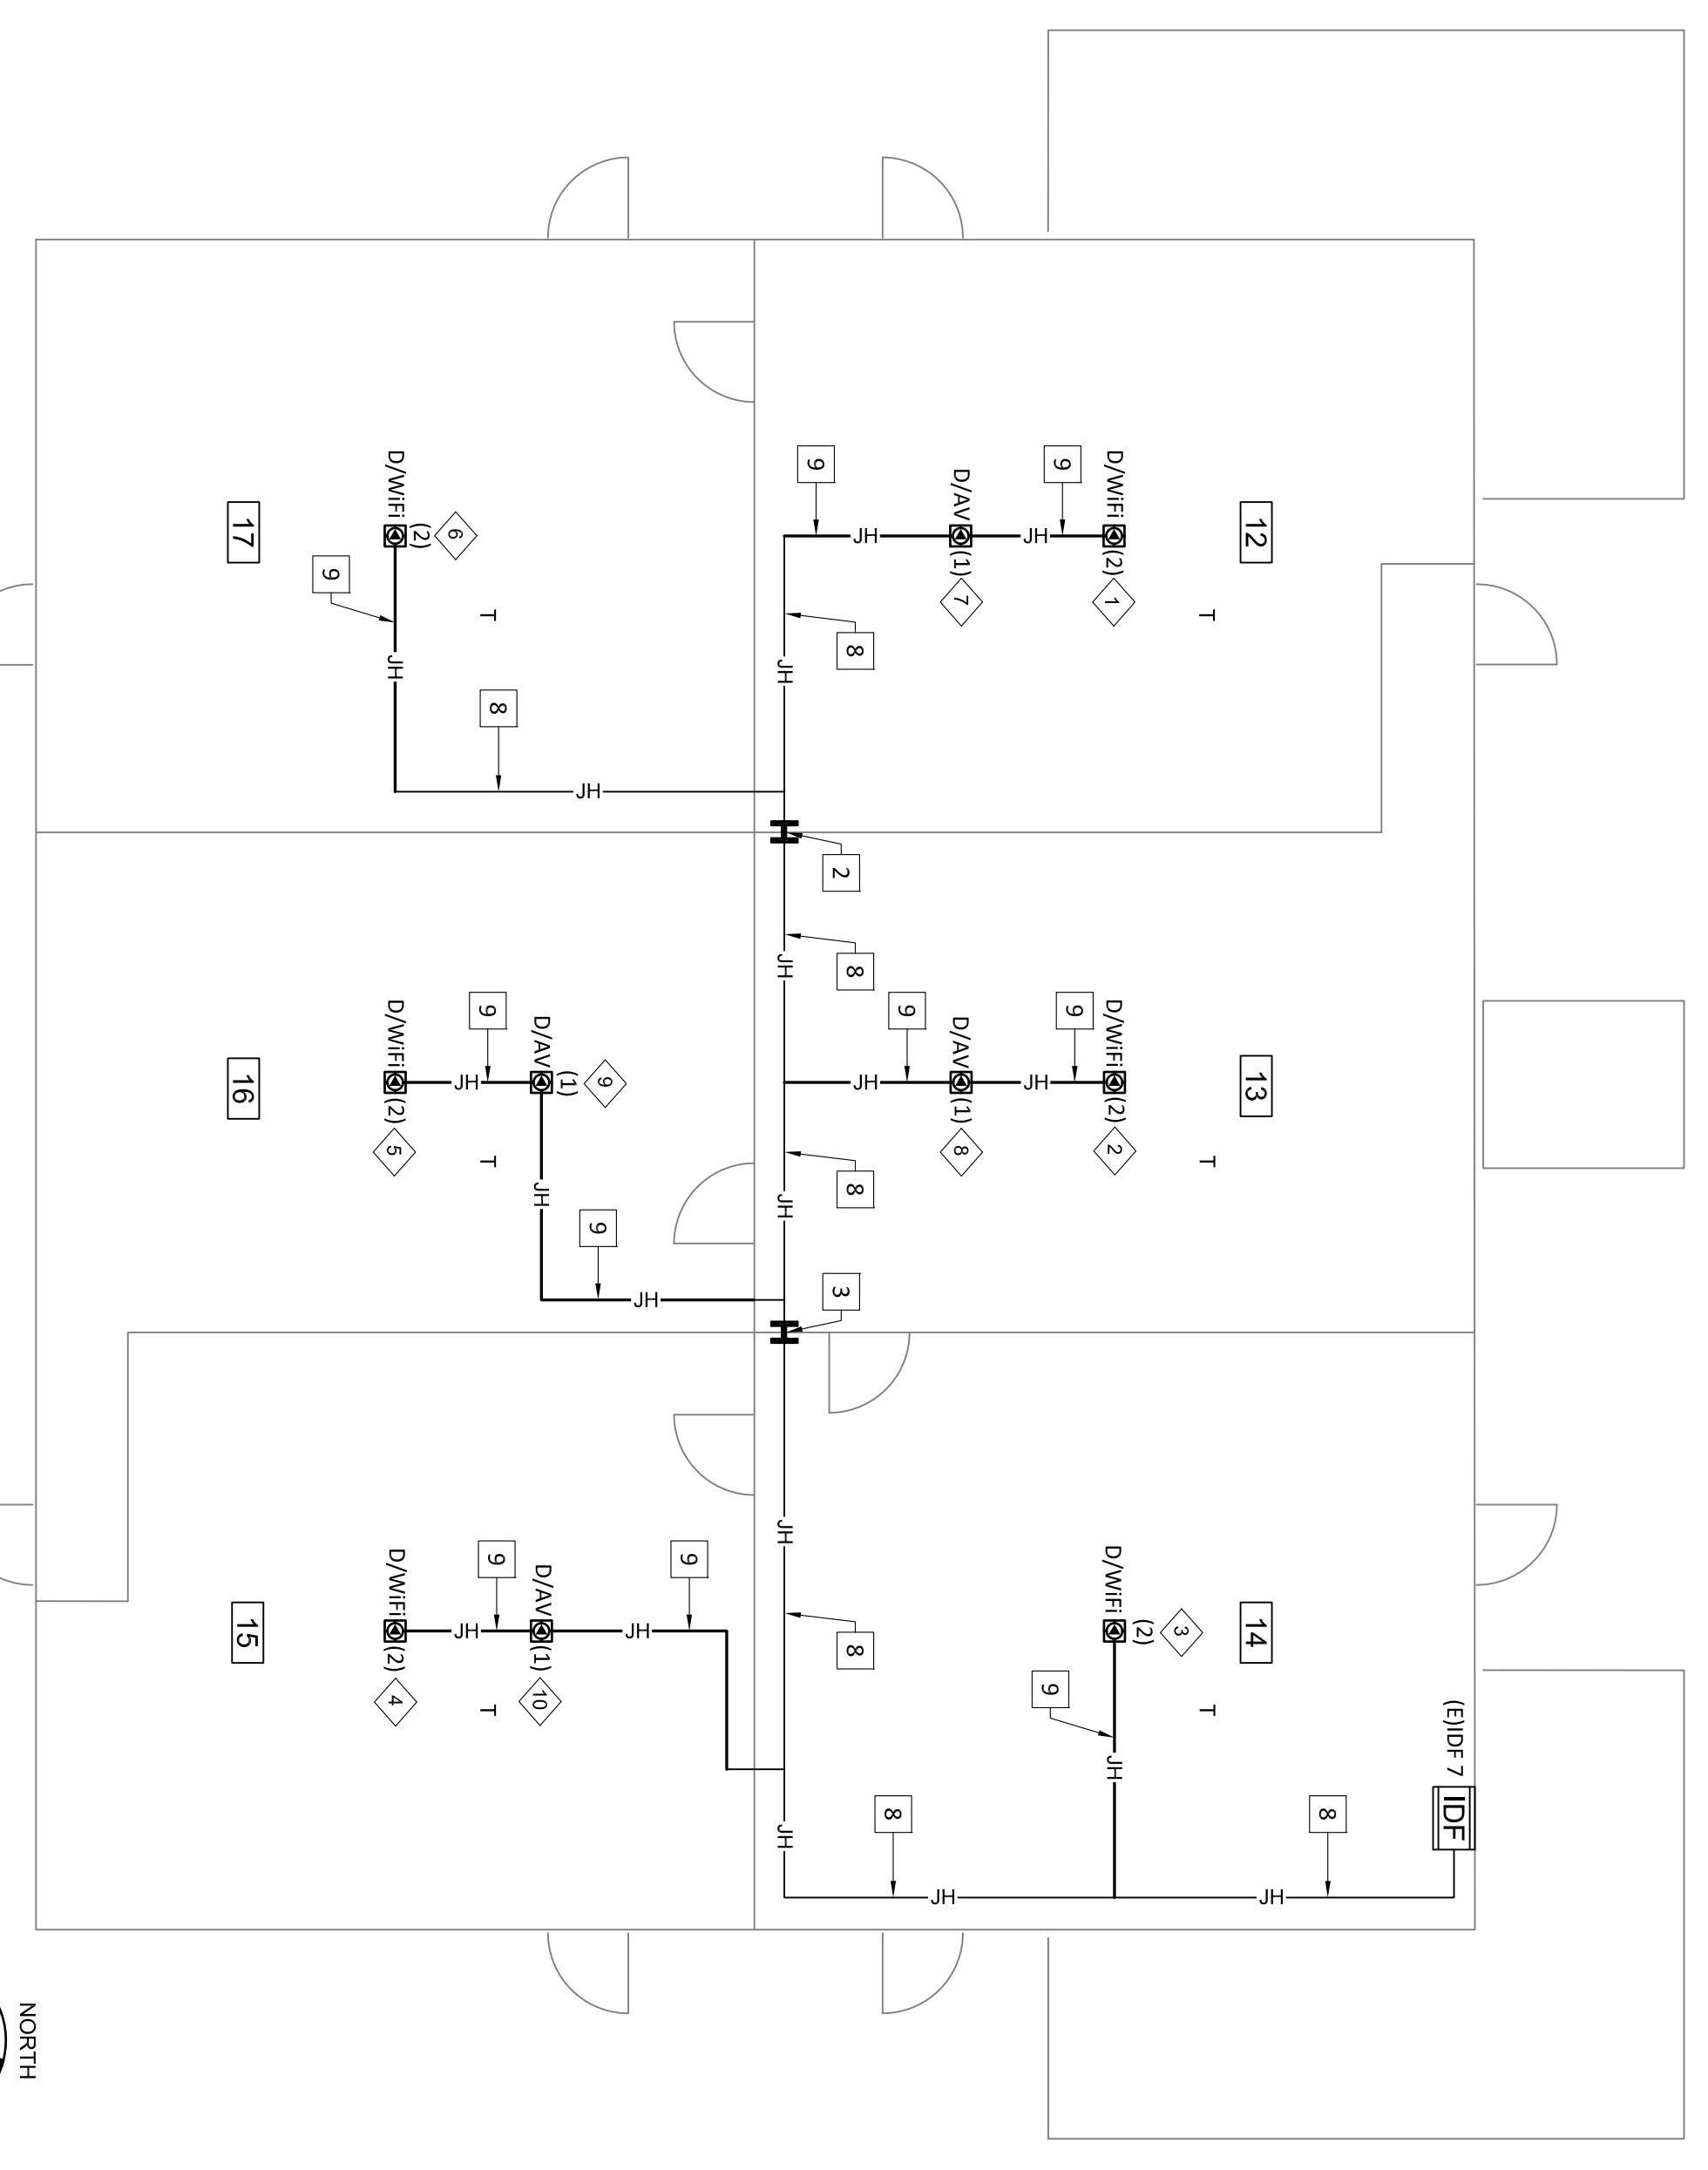 (E)IDF 7
IDF
8
JH
12
13
14
T
T
T
3
(2)
D/WiFi (2) 1
D/WiFi (2) 2
D/WiFi
JH
9
9
9
JH
JH
D/AV (1) 7
D/AV (1) 8
JH
9
8
JH
JH
8
8
8
8
2
3
9
JH
JH
JH
JH
JH
9
JH
JH
9
9
JH
(1)
D/AV
JH
D/AV (1) 10
8
9
9
T
T
T
JH
JH
6
(2)
D/WiFi
JH
D/WiFi (2) 5
D/WiFi (2) 4
9
17
16
15
NORTH